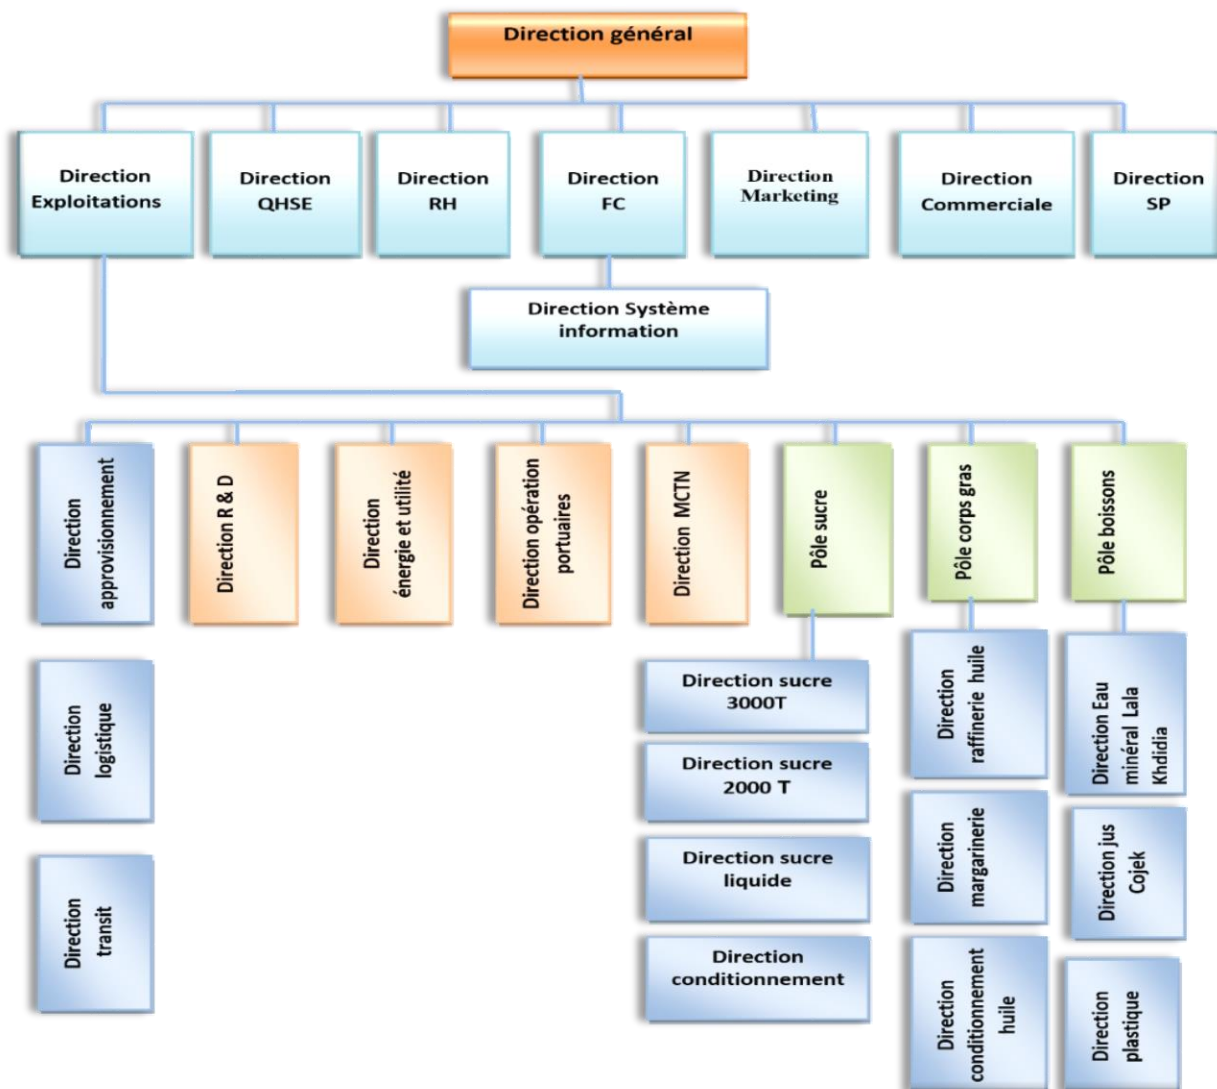 Direction général
Direction
Exploitations
Direction
QHSE
Direction
RH
Direction
FC
Direction
Marketing
Direction
Commerciale
Direction
SP
Direction Système
information
Direction
approvisionnement
Direction R & D
Direction
énergie et utilité
Direction opération
portuaires
Direction MCTN
Pôle sucre
Pôle corps gras
Pôle boissons
Direction
logistique
Direction
transit
Direction sucre
3000T
Direction sucre
2000 T
Direction sucre
liquide
Direction
conditionnement
Direction
raffinerie huile
Direction
margarinerie
Direction
conditionnement
huile
Direction Eau
minéral Lala
Khdidia
Direction jus
Cojek
Direction
plastique